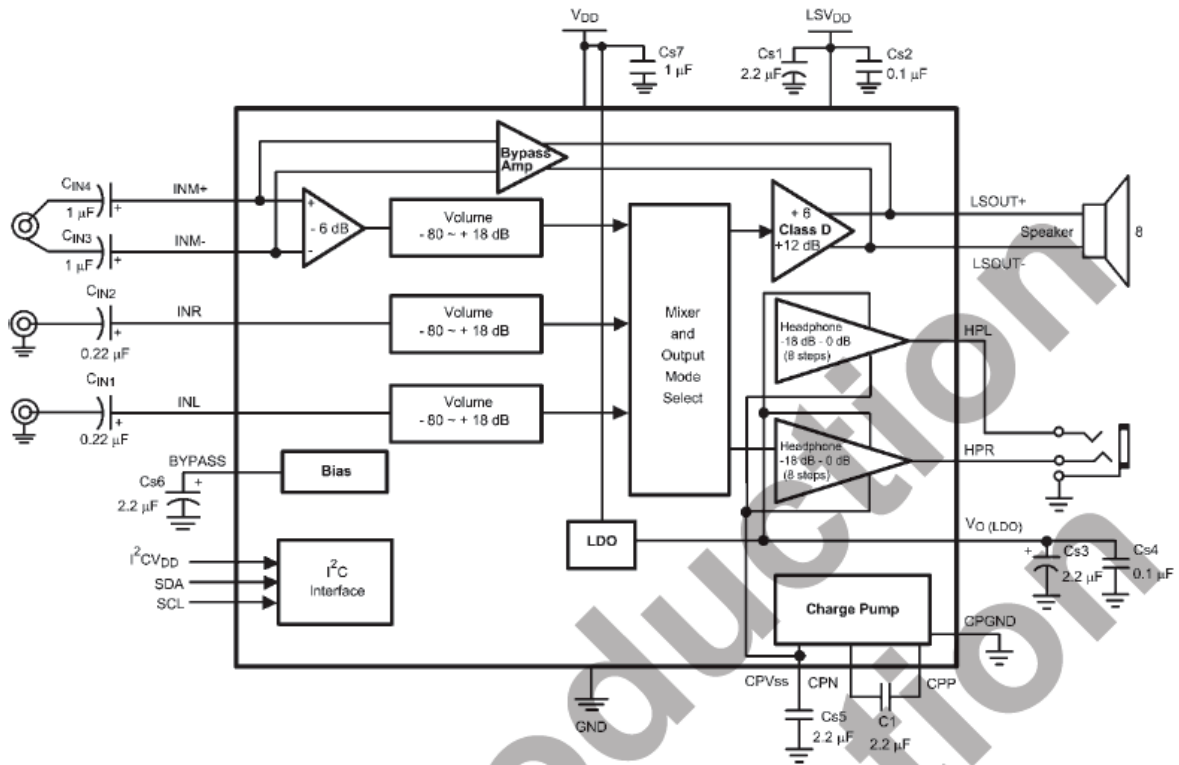 VDD
LSVDD
Cs7
1 µF
Cs1
2.2 µF
Cs2
0.1 µF
Bypass
Amp
CIN4
1 µF
+
INM+
+
- 6 dB
-
CIN3
1 µF
+
INM-
Volume
- 80 ~ + 18 dB
+ 6
Class D
+12 dB
LSOUT+
Speaker
8
LSOUT-
CIN2
0.22 µF
+
INR
Volume
- 80 ~ + 18 dB
Mixer
and
Output
Mode
Select
Headphone
-18 dB - 0 dB
(8 steps)
HPL
CIN1
0.22 µF
+
INL
Volume
- 80 ~ + 18 dB
Headphone
-18 dB - 0 dB
(8 steps)
HPR
BYPASS
Cs6
+
2.2 µF
Bias
LDO
VO (LDO)
+
Cs3
2.2 µF
Cs4
0.1 µF
I²CVDD
SDA
SCL
I²C
Interface
Charge Pump
CPGND
CPVss
CPN
CPP
GND
Cs5
2.2 µF
C1
2.2 µF
oduction
tion